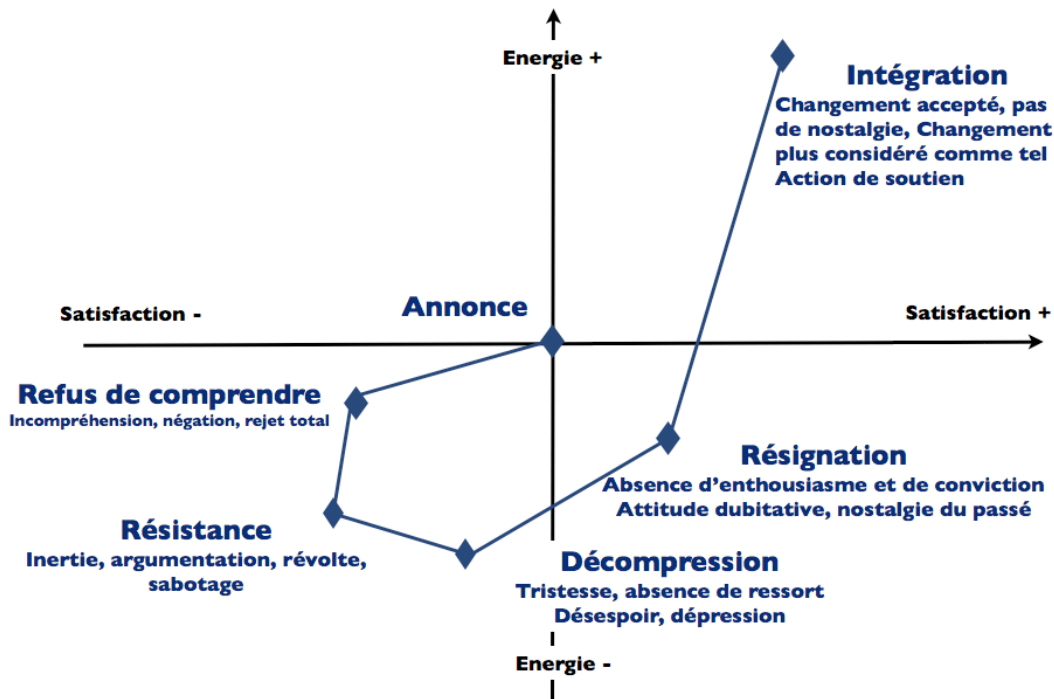 Energie +
Intégration
Changement accepté, pas
de nostalgie, Changement
plus considéré comme tel
Action de soutien
Annonce
Satisfaction -
Satisfaction +
Refus de comprendre
Incompréhension, négation, rejet total
Résignation
Absence d'enthousiasme et de conviction
Attitude dubitative, nostalgie du passé
Résistance
Inertie, argumentation, révolte,
sabotage
Décompression
Tristesse, absence de ressort
Désespoir, dépression
Energie -